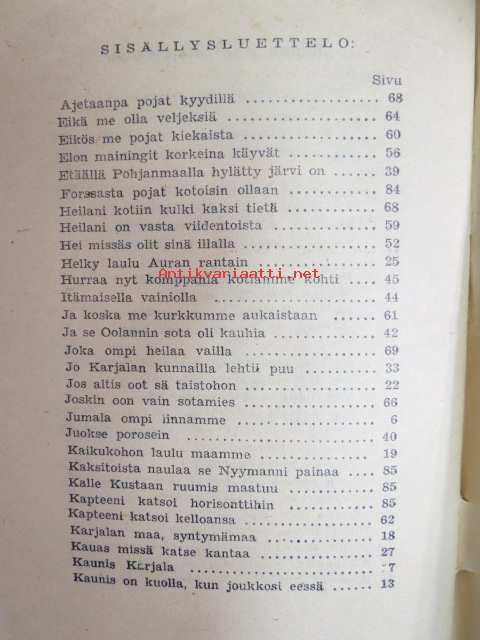 SISÄLLYSLUETTELO:
Sivu
Ajetaanpa pojat kyydillä .................. 68
Eikä me olla veljeksiä .................. 64
Eikös me pojat kiekaista .................. 60
Elon mainingit korkeina käyvät ............ 56
Etäällä Pohjanmaalla hylätty järvi on ...... 39
Forssasta pojat kotoisin ollaan ............ 84
Heilani kotiin kulki kaksi tietä ............ 68
Heilani on vasta viidentoista ............ 59
Hei missäs olit sinä illalla ............ 52
Helky laulu Auran rantain ............ 25
Antikvariaatti.net
Hurraa nyt komppania kotiamme kohti .... 45
Itämaisella vainiolla .................. 44
Ja koska me kurkkumme aukaistaan ...... 61
Ja se Oolannin sota oli kauhia ............ 42
Joka ompi heilaa vailla .................. 69
Jo Karjalan kunnailla lehtii puu ............ 33
Jos altis oot sä taistohon ............ 22
Joskin oon vain sotamies ............ 66
Jumala ompi linnamme .................. 6
Juokse porosein .................. 40
Kaikukohon laulu maamme ............ 19
Kaksitoista naulaa se Nyymanni painaa .... 85
Kalle Kustaan ruumis maatuu ............ 85
Kapteeni katsoi horisonttihin ............ 85
Kapteeni katsoi kelloansa .................. 62
Karjalan maa, syntymämaa ............ 18
Kauas missä katse kantaa ............ 27
Kaunis Karjala .................. 7
Kaunis on kuolla, kun joukkosi eessä ...... 13